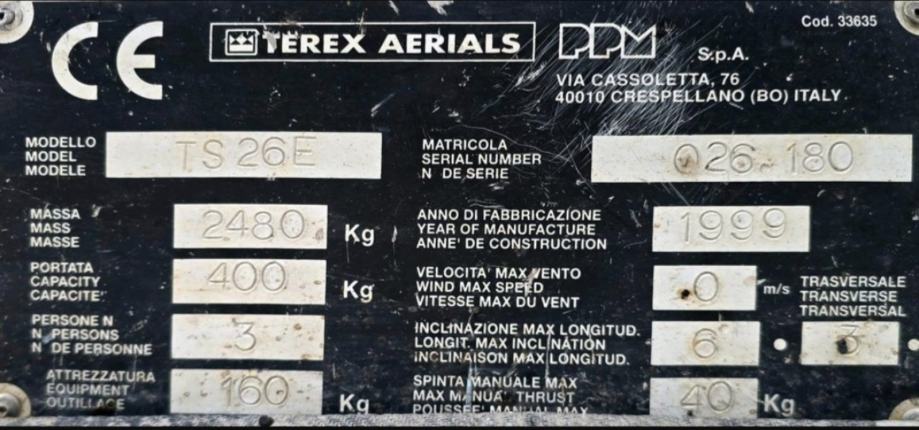 CE
TEREX AERIALS
PPM S.p.A.
Cod. 33635
VIA CASSOLETTA, 76
40010 CRESPELLANO (BO) ITALY
MODELLO
MODEL
MODELE
TS 26E
MATRICOLA
SERIAL NUMBER
N DE SERIE
026-180
MASSA
MASS
MASSE
2480 Kg
ANNO DI FABBRICAZIONE
YEAR OF MANUFACTURE
ANNE' DE CONSTRUCTION
1999
PORTATA
CAPACITY
CAPACITE'
400 Kg
VELOCITA' MAX VENTO
WIND MAX SPEED
VITESSE MAX DU VENT
0 m/s
TRASVERSALE
TRANSVERSE
TRANSVERSAL
PERSONE N
N PERSONS
N DE PERSONNE
3
INCLINAZIONE MAX LONGITUD.
LONGIT. MAX INCLINATION
INCLINAISON MAX LONGITUD.
6
3
ATTREZZATURA
EQUIPMENT
OUTILLAGE
160 Kg
SPINTA MANUALE MAX
MAX MANUAL THRUST
POUSSEE' MANUAL MAX
40 Kg